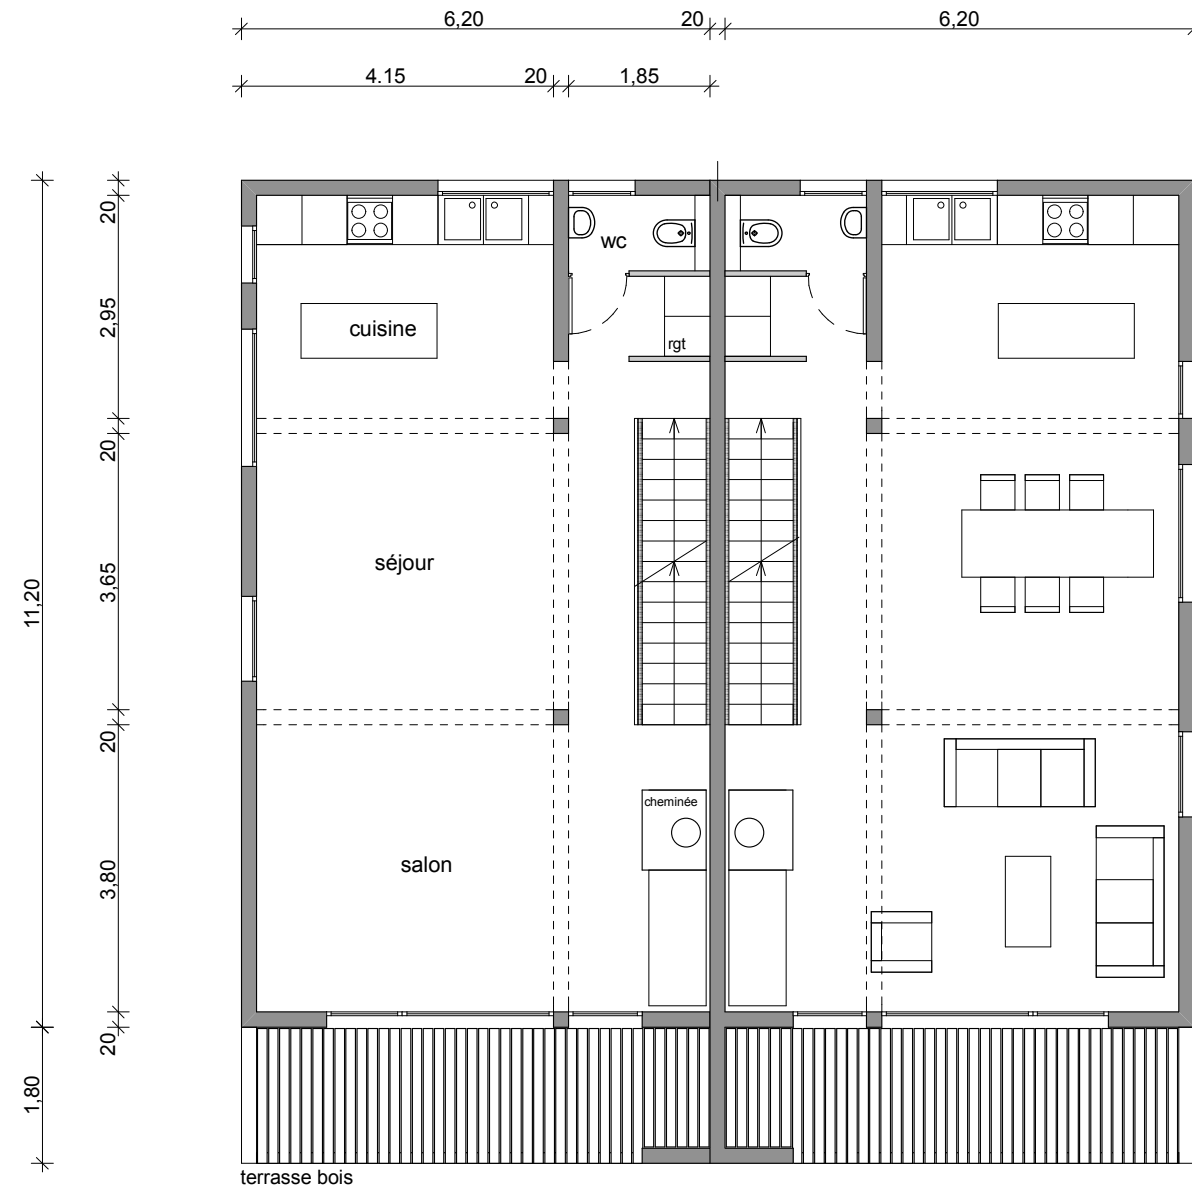 6,20 20 6,20
4.15 20 1,85
20
wc
2,95
cuisine
rgt
20
séjour
3,65
11,20
20
cheminée
salon
3,80
20
1,80
terrasse bois